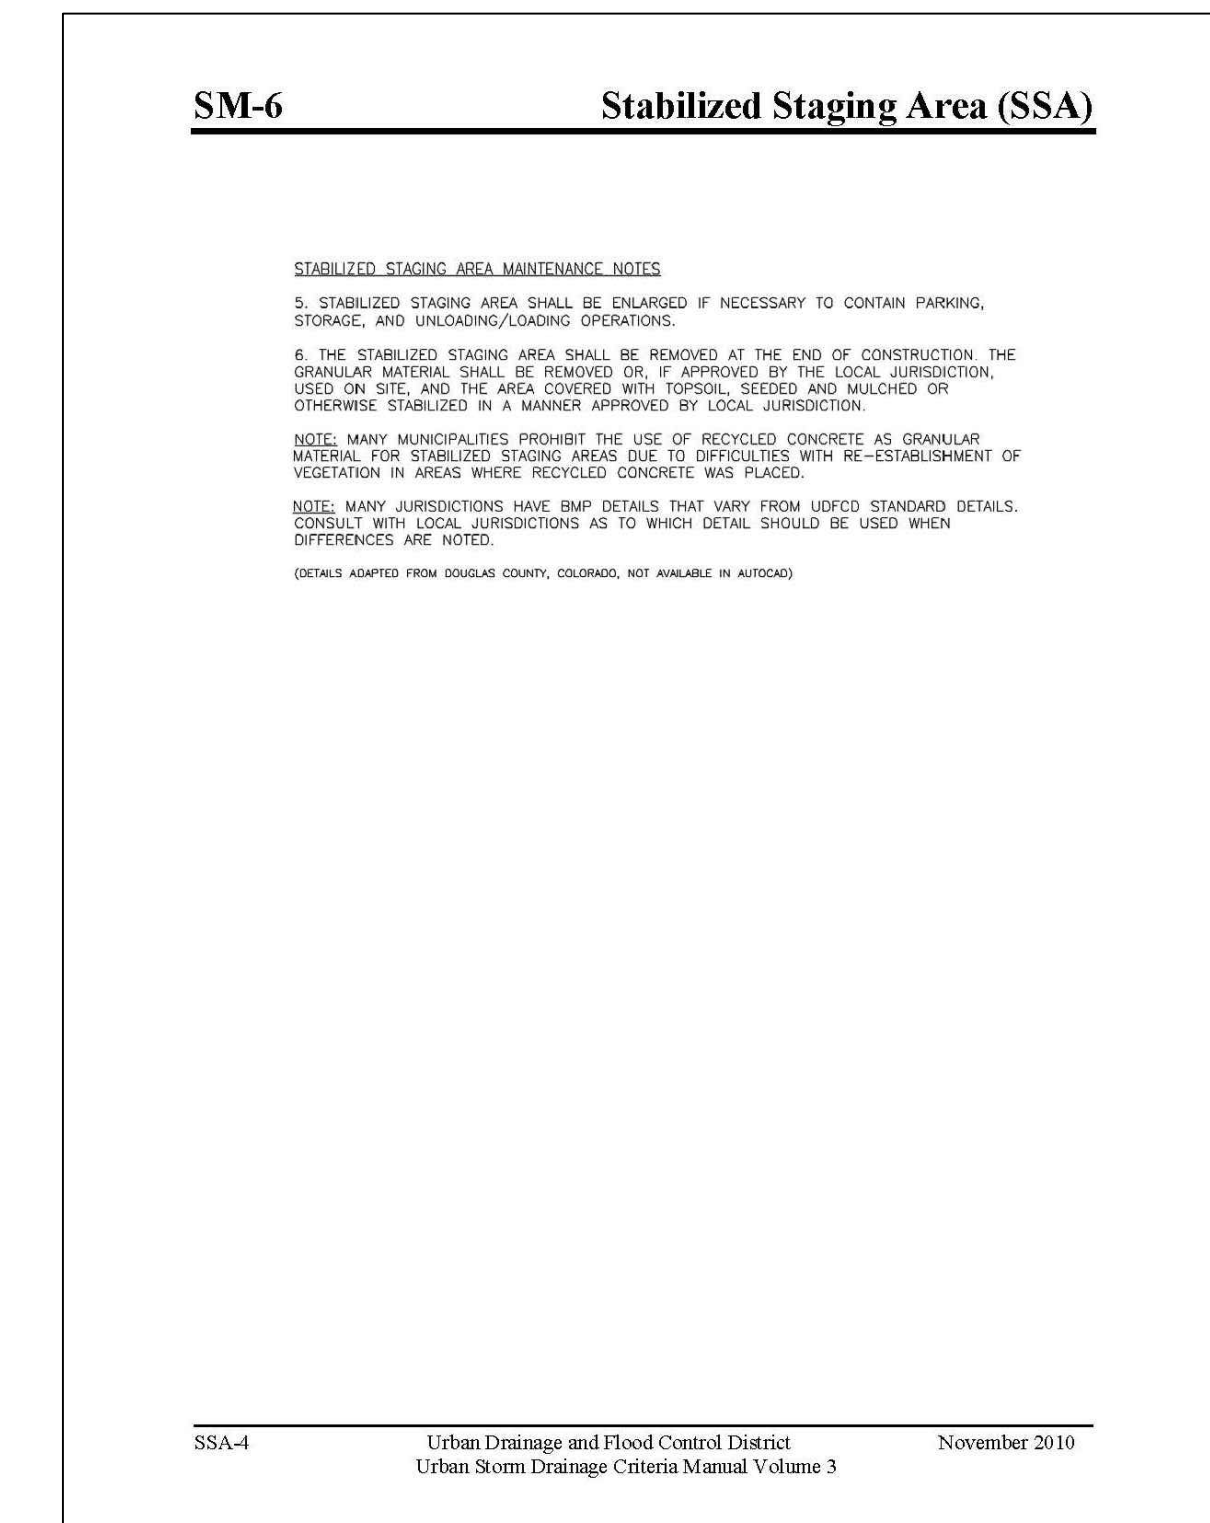 SM-6 Stabilized Staging Area (SSA)
STABILIZED STAGING AREA MAINTENANCE NOTES
5. STABILIZED STAGING AREA SHALL BE ENLARGED IF NECESSARY TO CONTAIN PARKING,
STORAGE, AND UNLOADING/LOADING OPERATIONS.
6. THE STABILIZED STAGING AREA SHALL BE REMOVED AT THE END OF CONSTRUCTION. THE
GRANULAR MATERIAL SHALL BE REMOVED OR, IF APPROVED BY THE LOCAL JURISDICTION,
USED ON SITE, AND THE AREA COVERED WITH TOPSOIL, SEEDED AND MULCHED OR
OTHERWISE STABILIZED IN A MANNER APPROVED BY LOCAL JURISDICTION.
NOTE: MANY MUNICIPALITIES PROHIBIT THE USE OF RECYCLED CONCRETE AS GRANULAR
MATERIAL FOR STABILIZED STAGING AREAS DUE TO DIFFICULTIES WITH RE-ESTABLISHMENT OF
VEGETATION IN AREAS WHERE RECYCLED CONCRETE WAS PLACED.
NOTE: MANY JURISDICTIONS HAVE BMP DETAILS THAT VARY FROM UDFCD STANDARD DETAILS.
CONSULT WITH LOCAL JURISDICTIONS AS TO WHICH DETAIL SHOULD BE USED WHEN
DIFFERENCES ARE NOTED.
(DETAILS ADAPTED FROM DOUGLAS COUNTY, COLORADO, NOT AVAILABLE IN AUTOCAD)
SSA-4 Urban Drainage and Flood Control District November 2010
Urban Storm Drainage Criteria Manual Volume 3